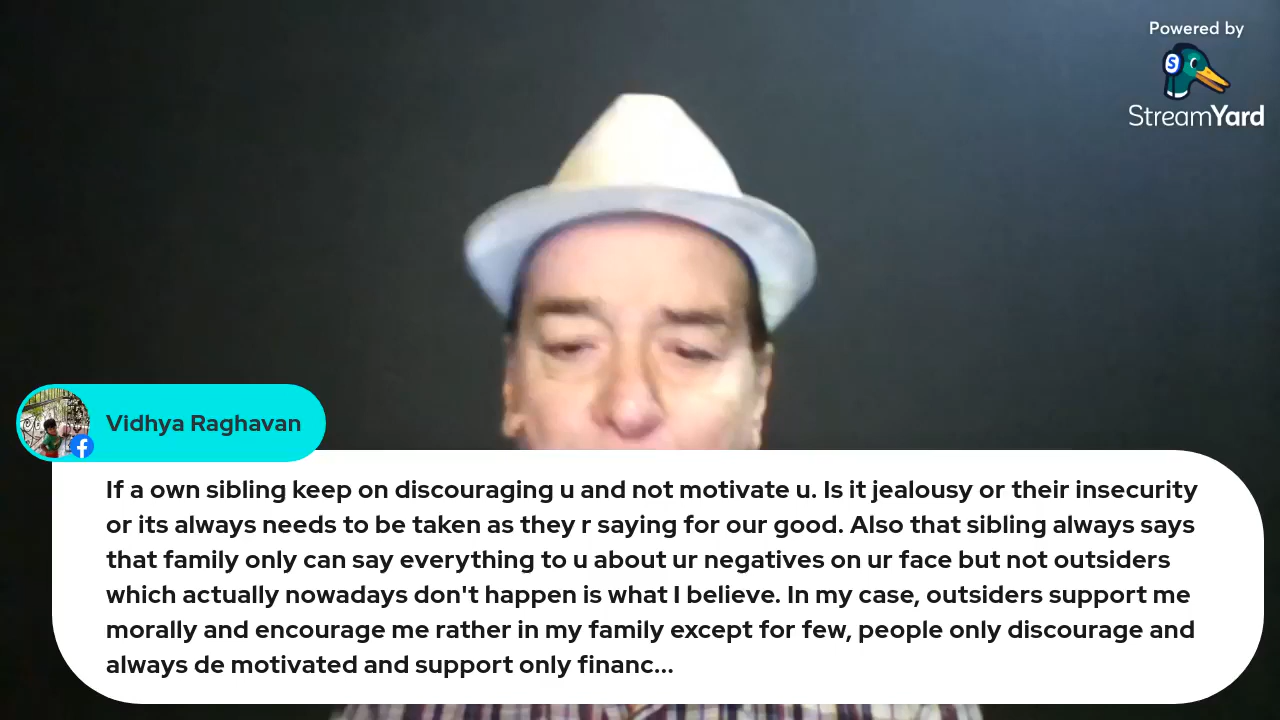 Powered by
StreamYard
Vidhya Raghavan
If a own sibling keep on discouraging u and not motivate u. Is it jealousy or their insecurity
or its always needs to be taken as they r saying for our good. Also that sibling always says
that family only can say everything to u about ur negatives on ur face but not outsiders
which actually nowadays don't happen is what I believe. In my case, outsiders support me
morally and encourage me rather in my family except for few, people only discourage and
always de motivated and support only financ...